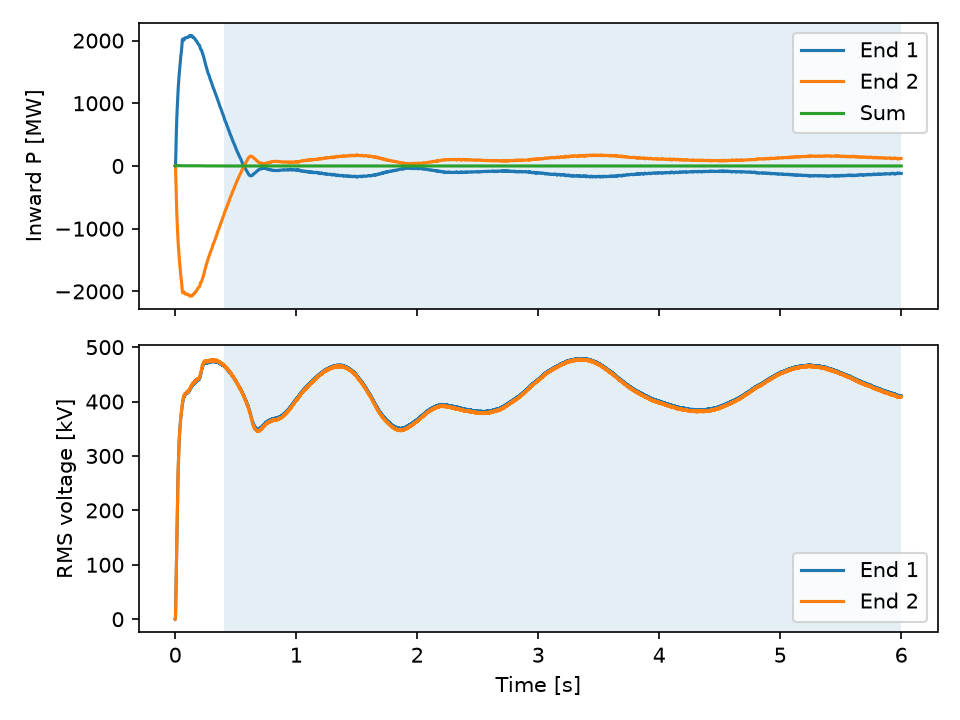 Inward P [MW]
2000
1000
0
−1000
−2000
End 1
End 2
Sum
RMS voltage [kV]
500
400
300
200
100
0
End 1
End 2
0 1 2 3 4 5 6
Time [s]